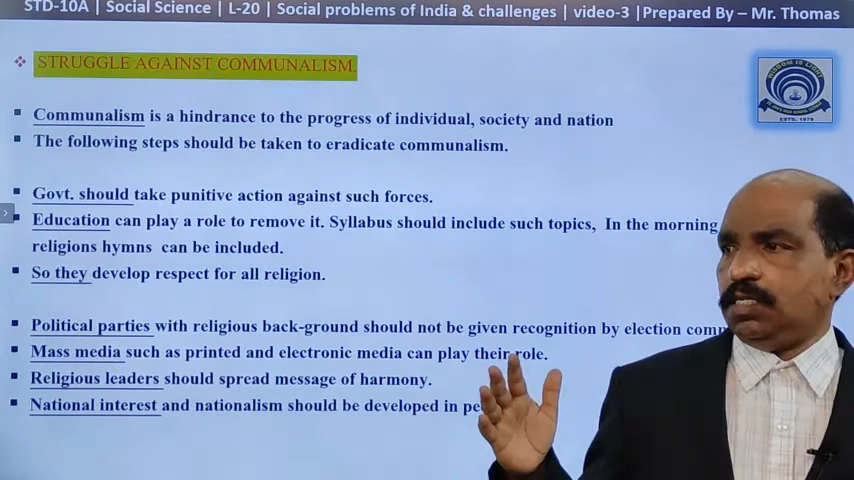 STD-10A | Social Science | L-20 | Social problems of India & challenges | video-3 |Prepared By – Mr. Thomas
STRUGGLE AGAINST COMMUNALISM.
WISDOM IS LIGHT
ESTD. 1979
Communalism is a hindrance to the progress of individual, society and nation
The following steps should be taken to eradicate communalism.
Govt. should take punitive action against such forces.
Education can play a role to remove it. Syllabus should include such topics, In the morning
religions hymns can be included.
So they develop respect for all religion.
Political parties with religious back-ground should not be given recognition by election
Mass media such as printed and electronic media can play their role.
Religious leaders should spread message of harmony.
National interest and nationalism should be developed in